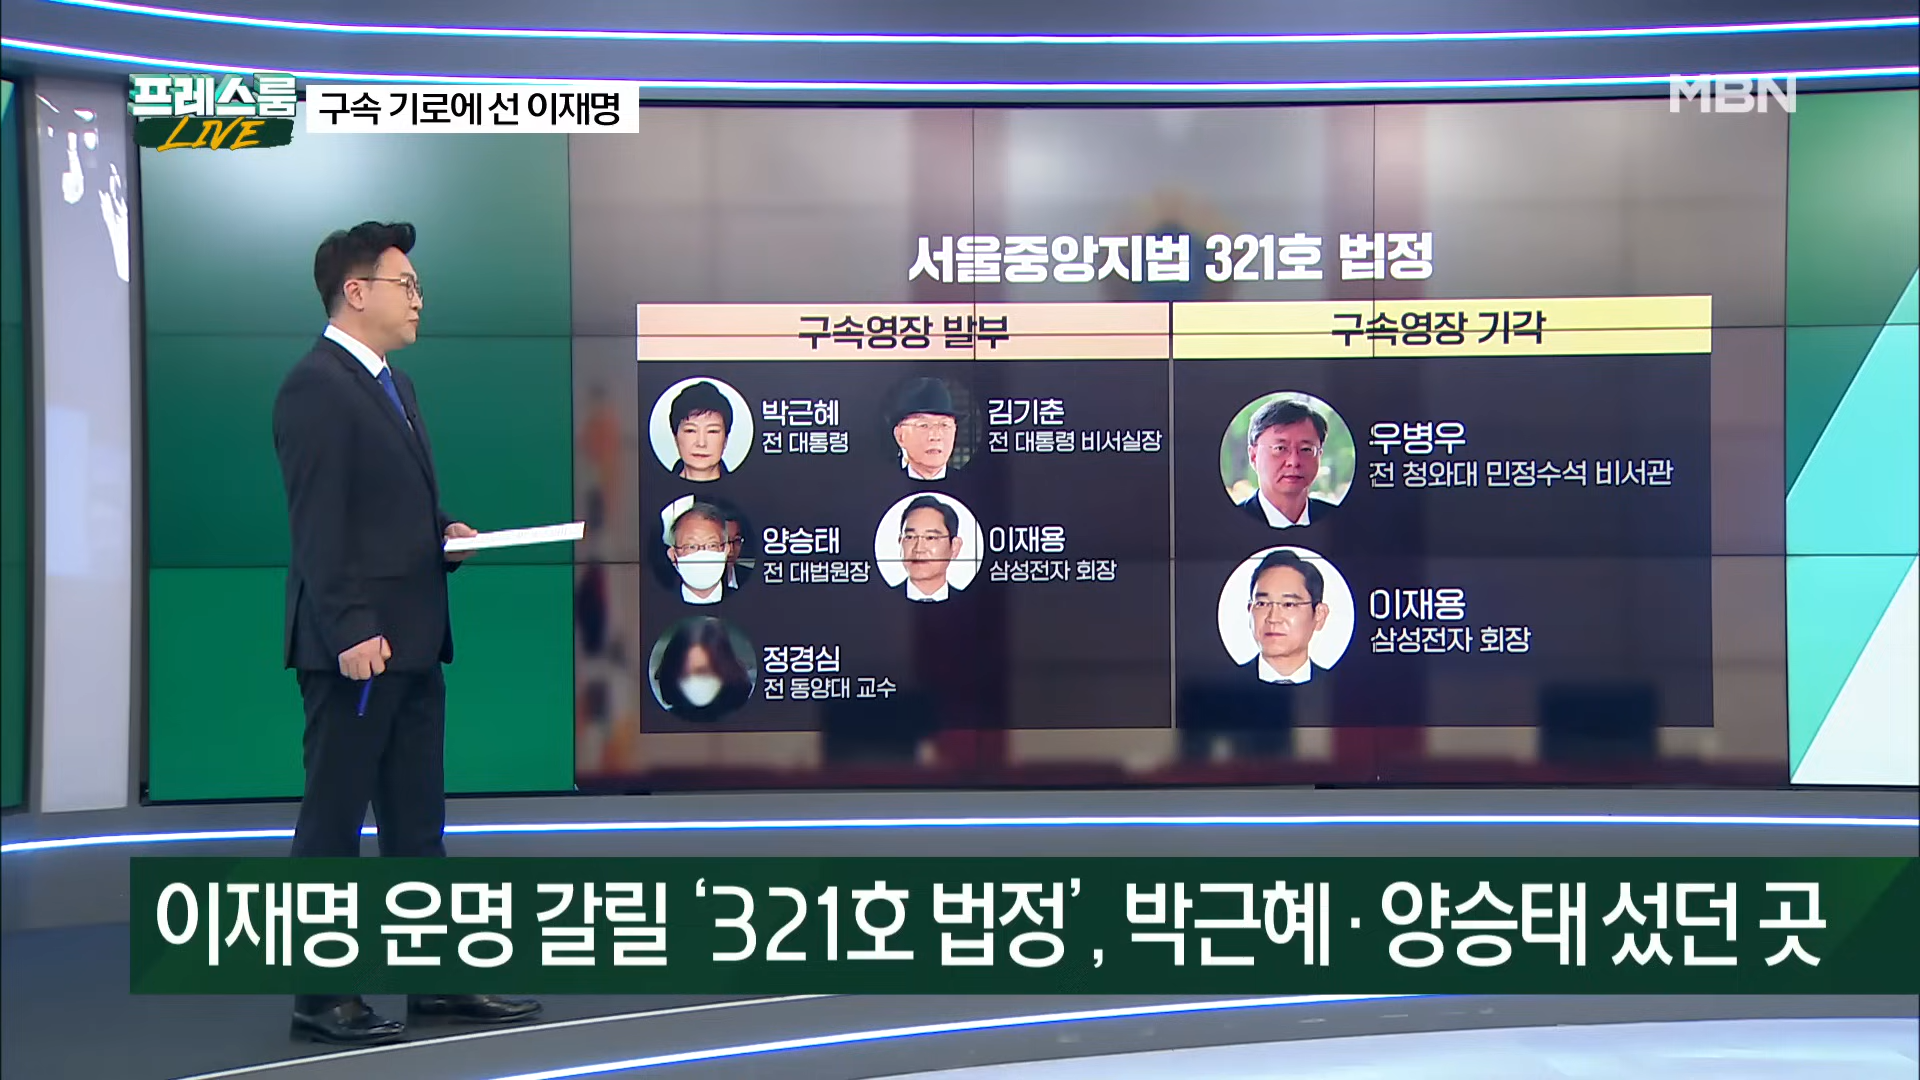 프레스룸
LIVE
구속 기로에 선 이재명
MBN
서울중앙지법 321호 법정
구속영장 발부
구속영장 기각
박근혜
전 대통령
김기춘
전 대통령 비서실장
양승태
전 대법원장
이재용
삼성전자 회장
정경심
전 동양대 교수
우병우
전 청와대 민정수석 비서관
이재용
삼성전자 회장
이재명 운명 갈릴 ‘321호 법정’, 박근혜·양승태 섰던 곳